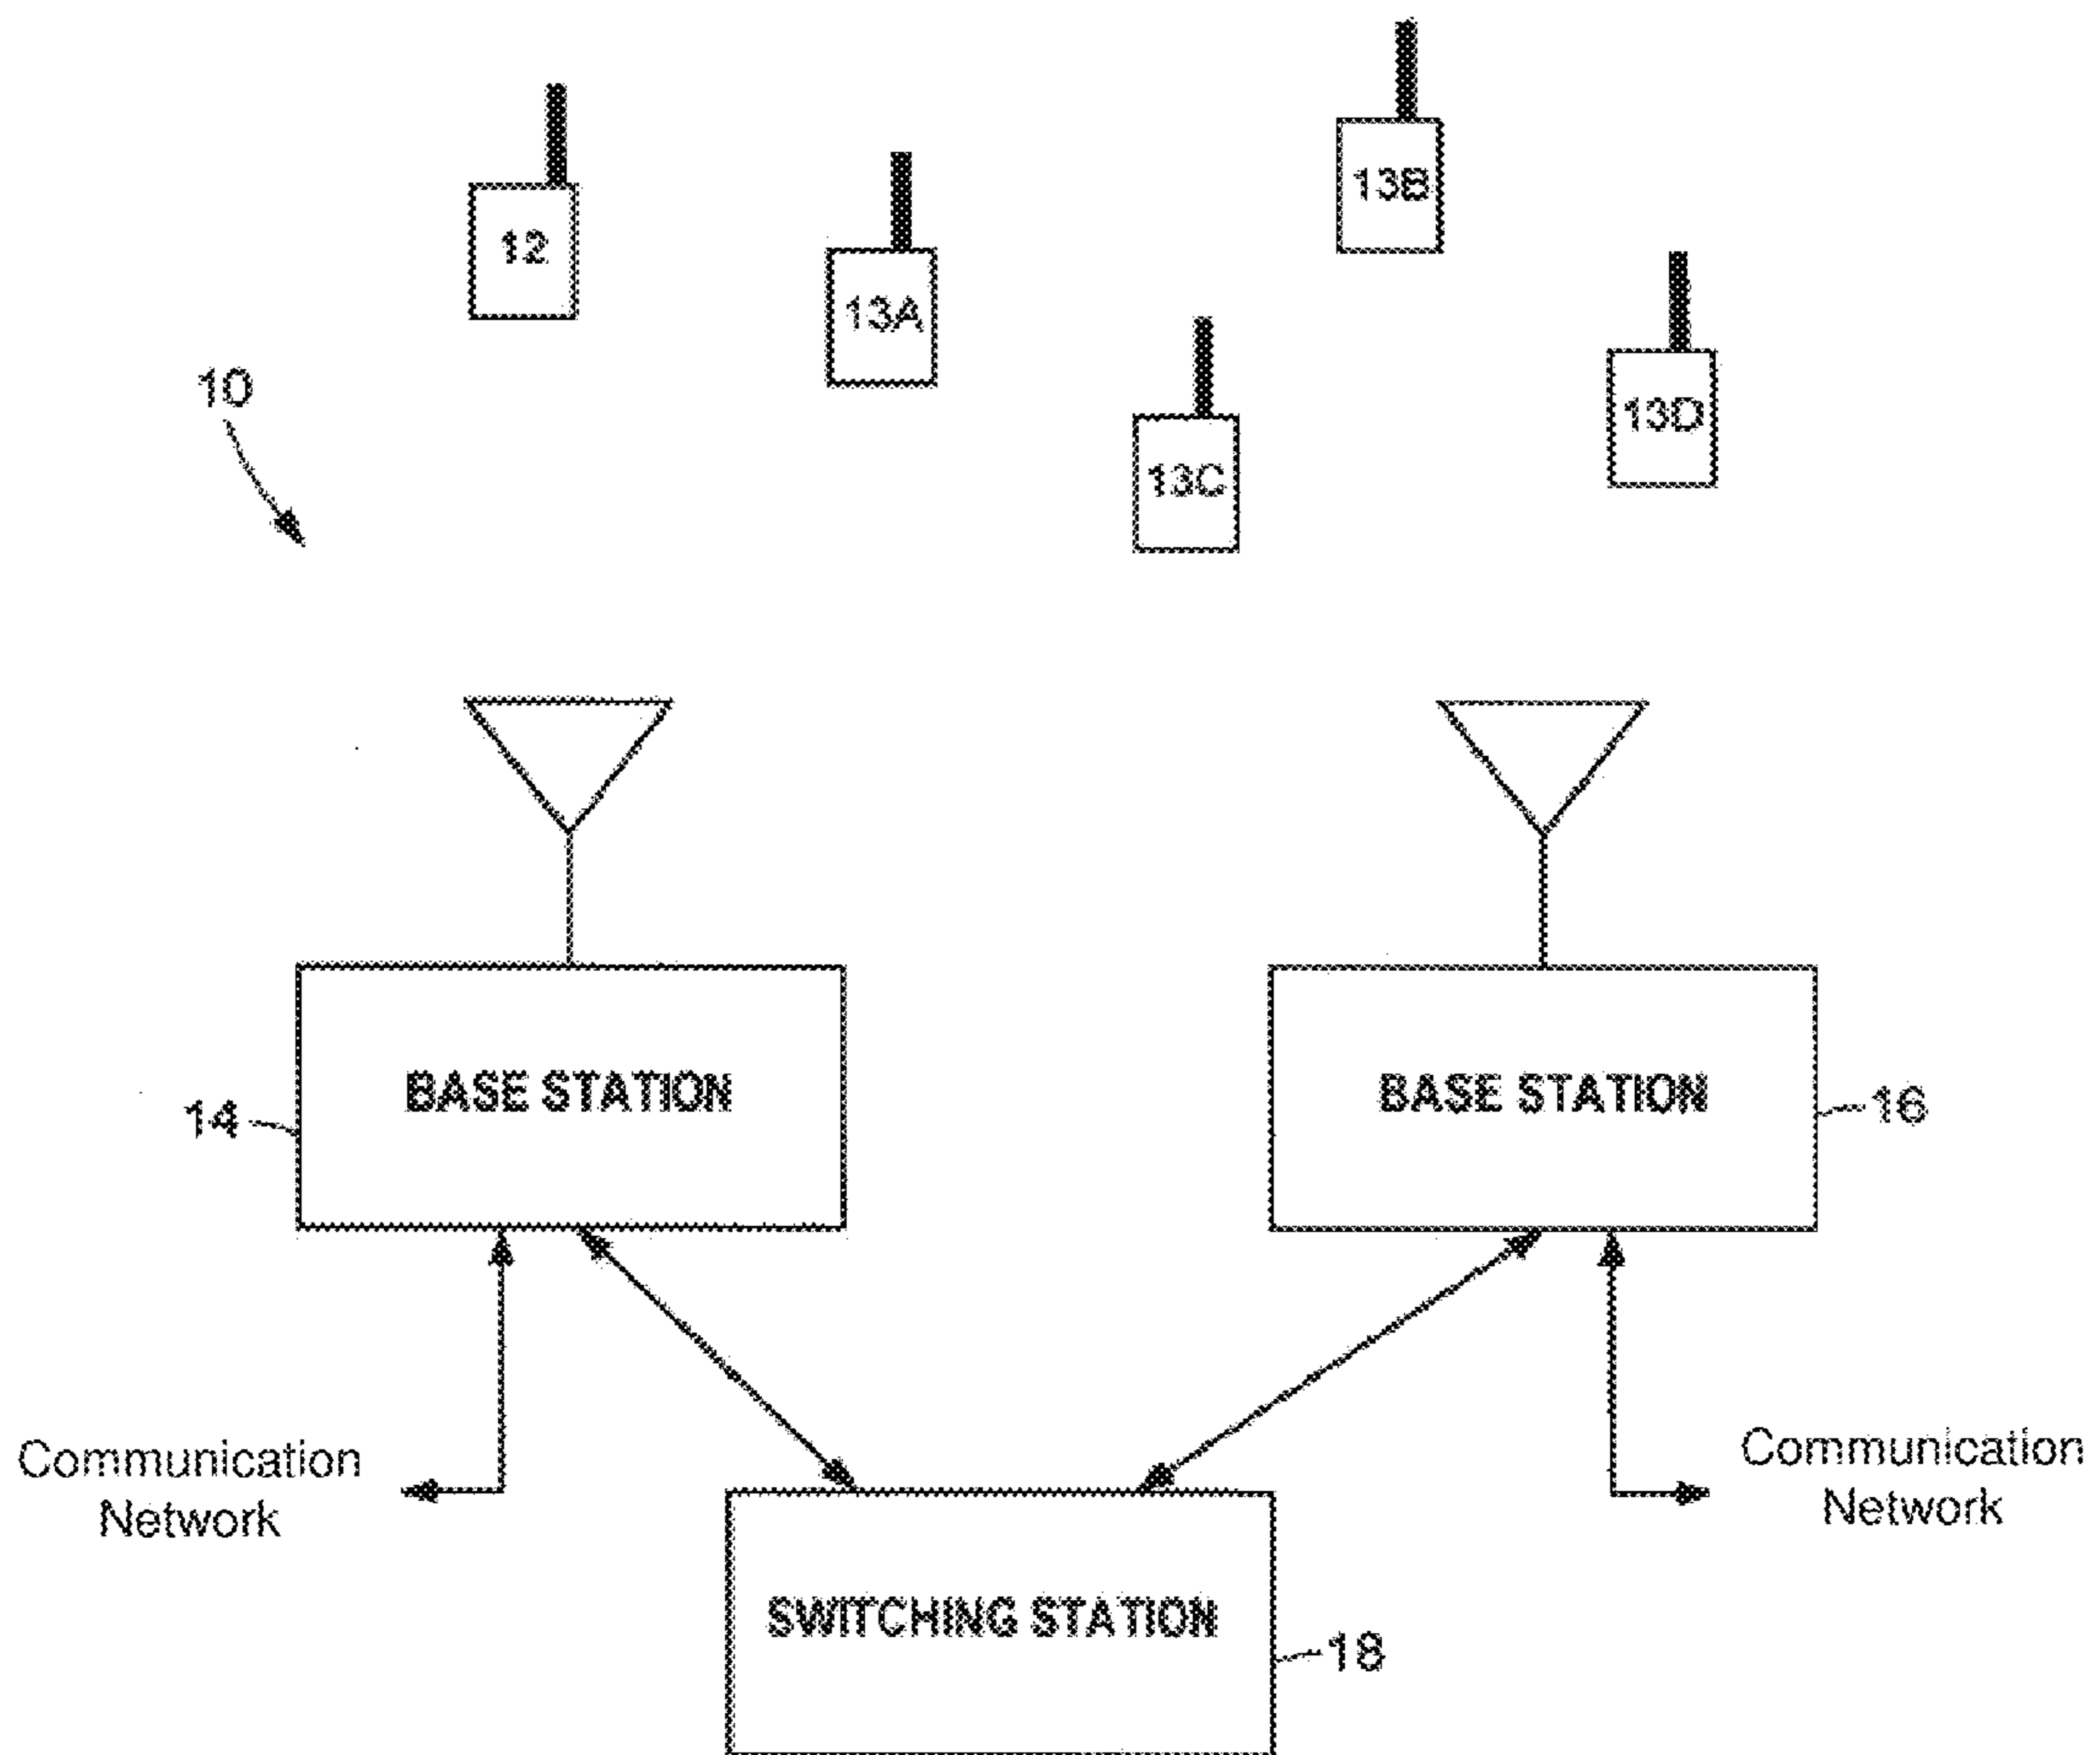 13B
12
13A
13D
10
13C
BASE STATION
BASE STATION
14
16
Communication
Network
Communication
Network
SWITCHING STATION
18